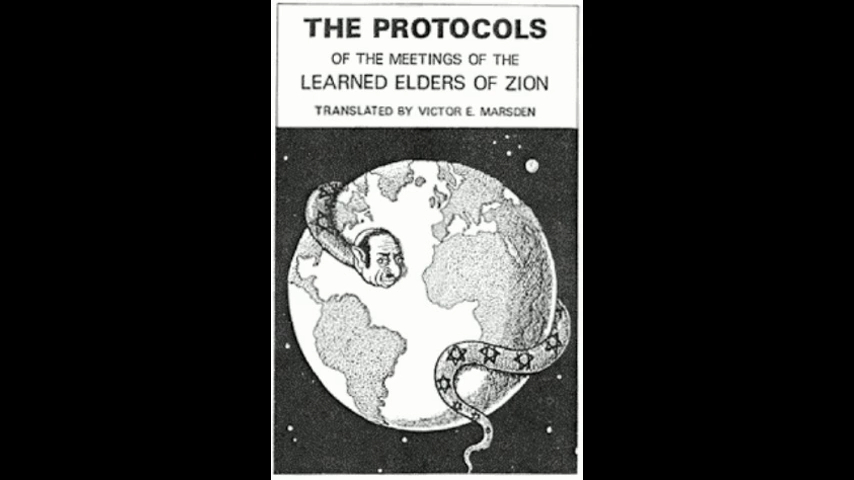 THE PROTOCOLS
OF THE MEETINGS OF THE
LEARNED ELDERS OF ZION
TRANSLATED BY VICTOR E. MARSDEN